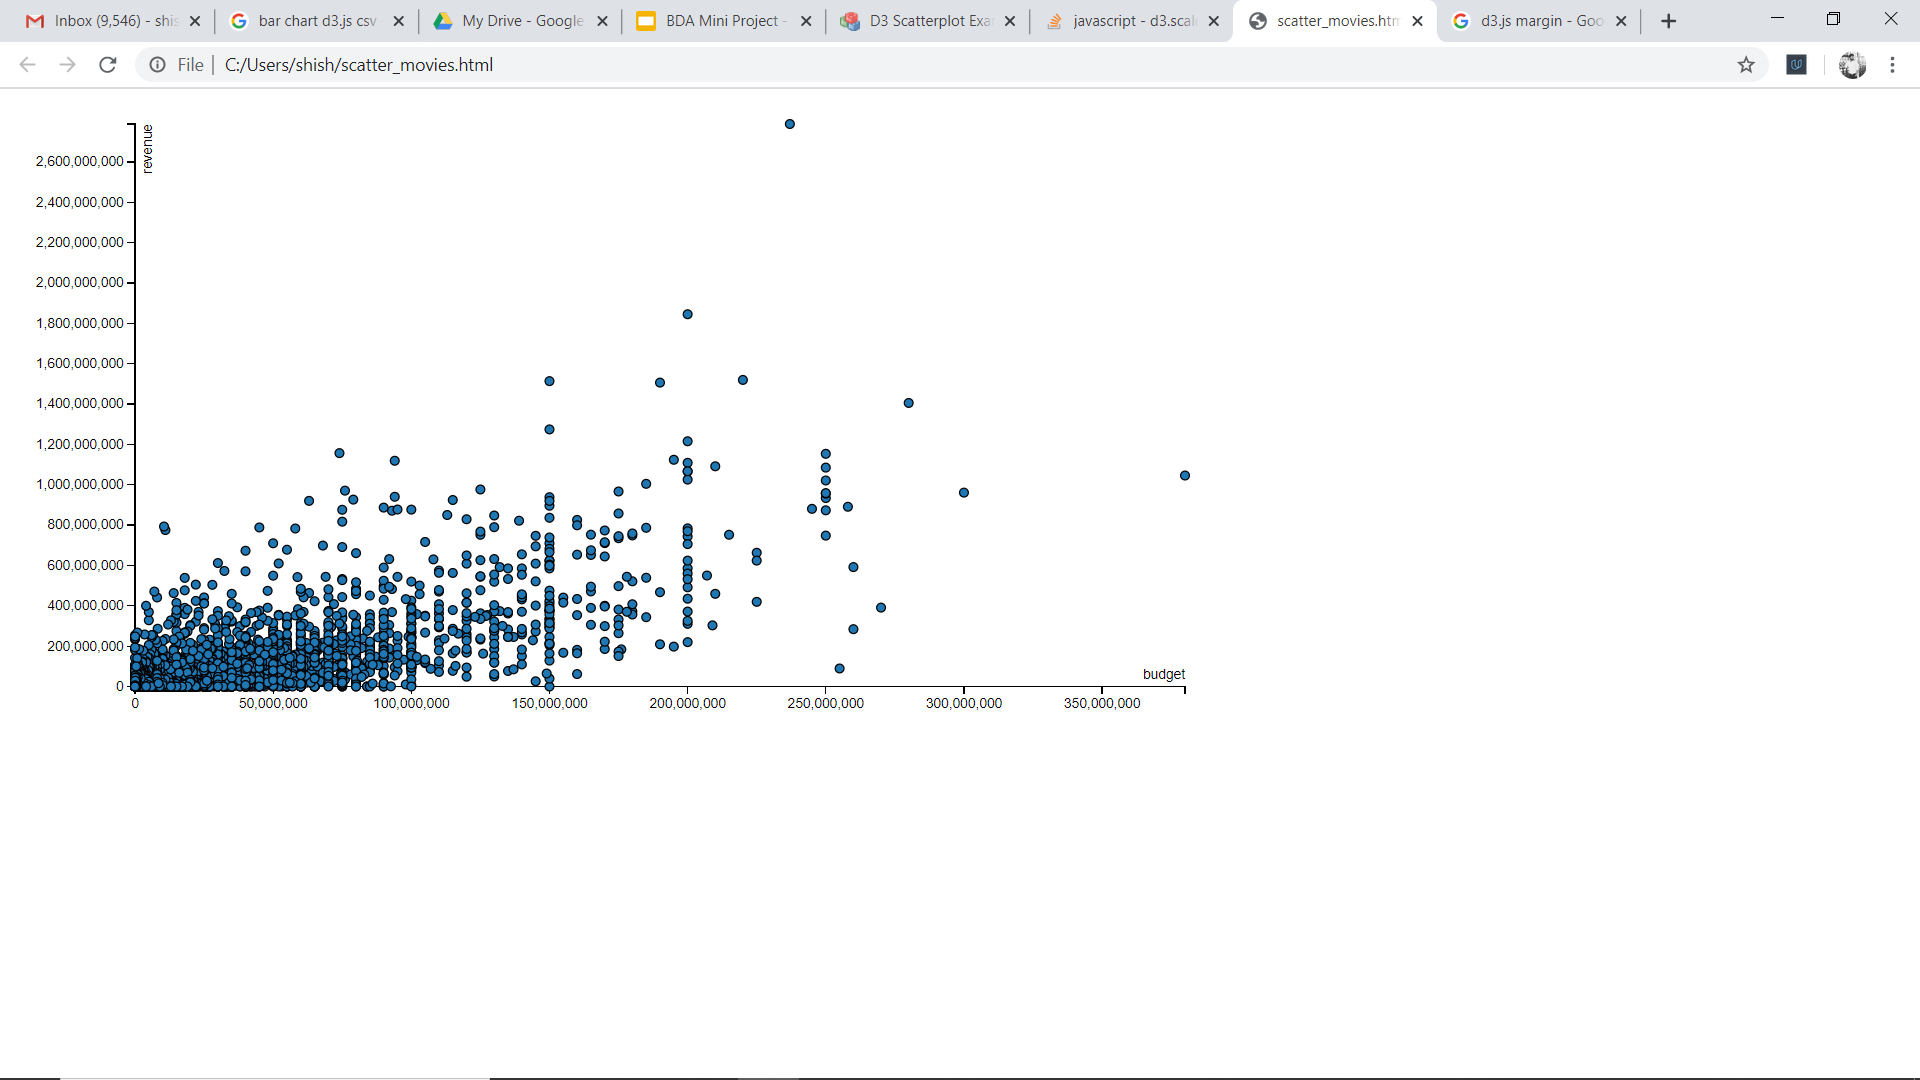 Inbox (9,546) - shis
bar chart d3.js csv
My Drive - Google
BDA Mini Project -
D3 Scatterplot Exa
javascript - d3.scal
scatter_movies.htm
d3.js margin - Goo
File
C:/Users/shish/scatter_movies.html
revenue
2,600,000,000
2,400,000,000
2,200,000,000
2,000,000,000
1,800,000,000
1,600,000,000
1,400,000,000
1,200,000,000
1,000,000,000
800,000,000
600,000,000
400,000,000
200,000,000
0
budget
0
50,000,000
100,000,000
150,000,000
200,000,000
250,000,000
300,000,000
350,000,000